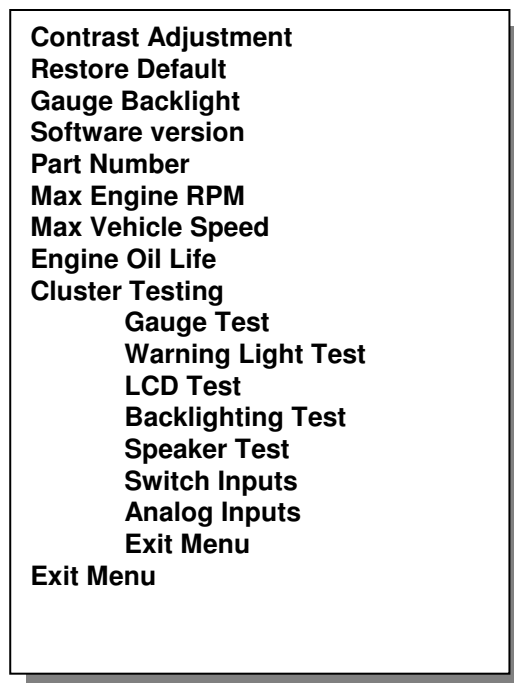 Contrast Adjustment
Restore Default
Gauge Backlight
Software version
Part Number
Max Engine RPM
Max Vehicle Speed
Engine Oil Life
Cluster Testing
Gauge Test
Warning Light Test
LCD Test
Backlighting Test
Speaker Test
Switch Inputs
Analog Inputs
Exit Menu
Exit Menu